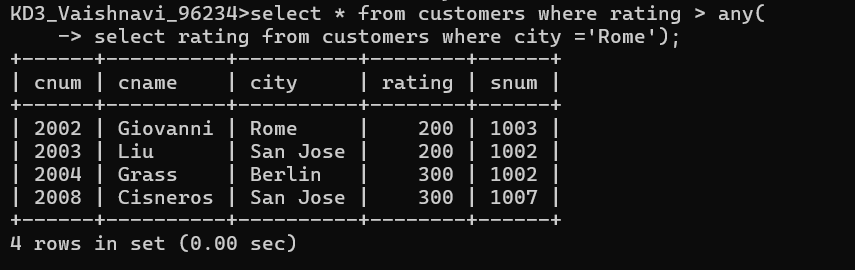 KD3_Vaishnavi_96234>select * from customers where rating > any(
    -> select rating from customers where city ='Rome');
+------+----------+----------+--------+------+
| cnum | cname    | city     | rating | snum |
+------+----------+----------+--------+------+
| 2002 | Giovanni | Rome     |    200 | 1003 |
| 2003 | Liu      | San Jose |    200 | 1002 |
| 2004 | Grass    | Berlin   |    300 | 1002 |
| 2008 | Cisneros | San Jose |    300 | 1007 |
+------+----------+----------+--------+------+
4 rows in set (0.00 sec)